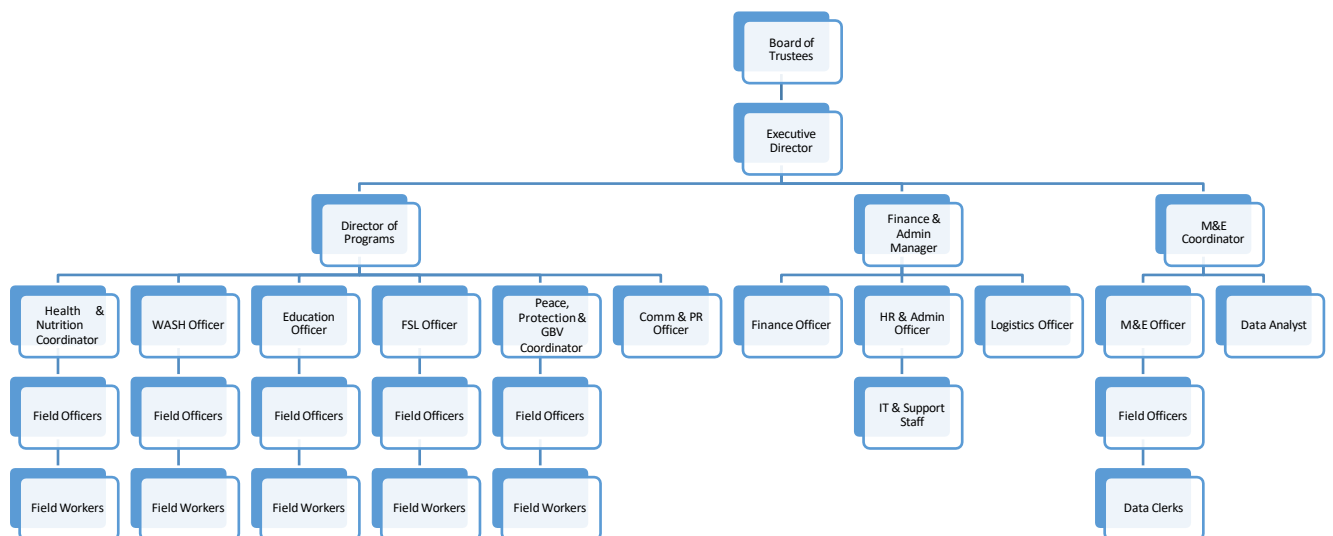 Board of
Trustees
Executive
Director
Director of
Programs
Finance &
Admin
Manager
M&E
Coordinator
Health &
Nutrition
Coordinator
WASH Officer
Education
Officer
FSL Officer
Peace,
Protection &
GBV
Coordinator
Comm & PR
Officer
Finance Officer
HR & Admin
Officer
Logistics Officer
M&E Officer
Data Analyst
Field Officers
Field Officers
Field Officers
Field Officers
Field Officers
IT & Support
Staff
Field Officers
Field Workers
Field Workers
Field Workers
Field Workers
Field Workers
Data Clerks